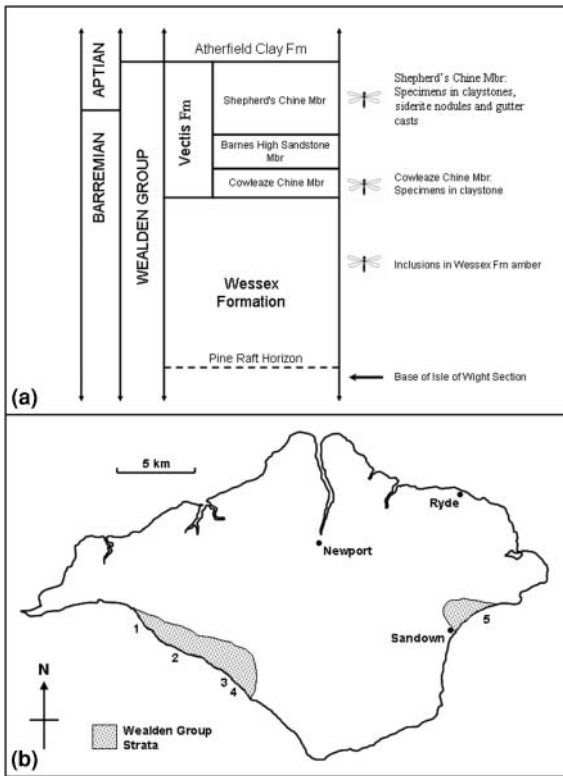 Atherfield Clay Fm
APTIAN
BARREMIAN
WEALDEN GROUP
Vectis Fm
Shepherd's Chine Mbr
Barnes High Sandstone
Mbr
Cowleaze Chine Mbr
Wessex
Formation
Pine Raft Horizon
Shepherd's Chine Mbr:
Specimens in claystones,
siderite nodules and gutter
casts
Cowleaze Chine Mbr:
Specimens in claystone
Inclusions in Wessex Fm amber
Base of Isle of Wight Section
(a)
5 km
Ryde
Newport
Sandown
1
2
3
4
5
N
Wealden Group
Strata
(b)